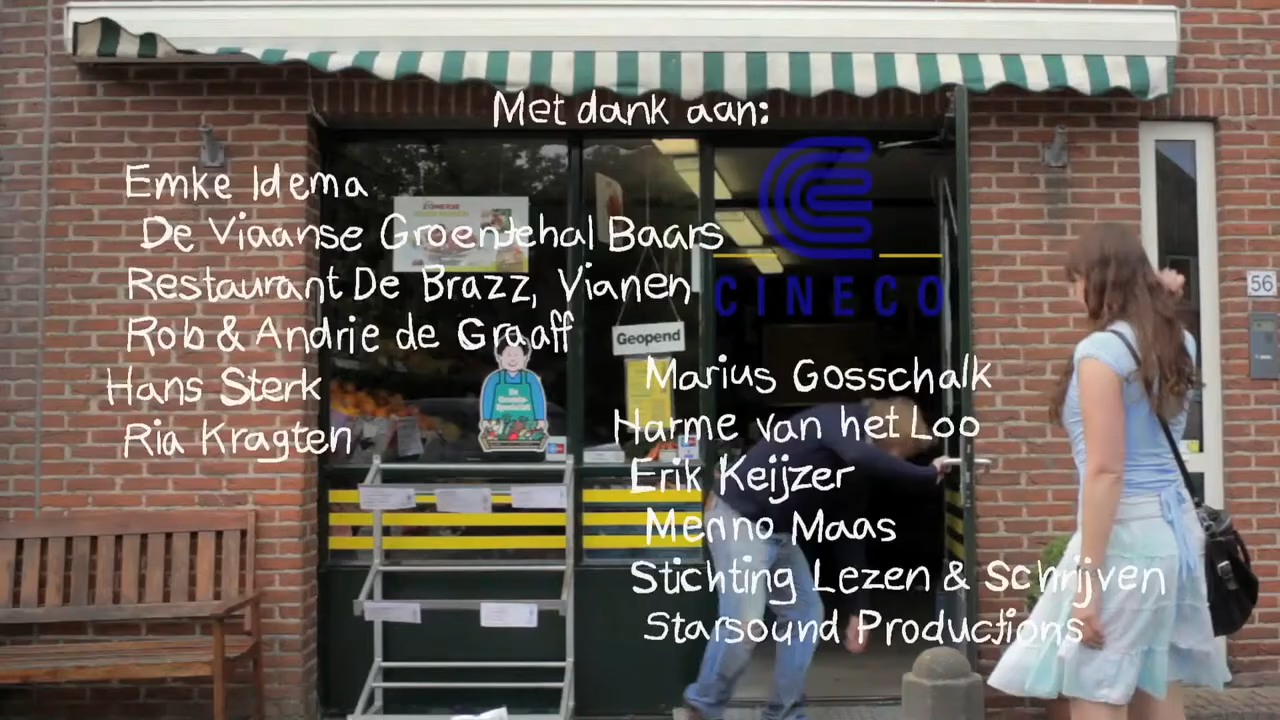 Met dank aan:
Emke Idema
De Viaanse Groentehal Baars
Restaurant De Brazz, Vianen
Rob & Andrie de Graaff
Hans Sterk
Ria Kragten
CINECO
Geopend
56
Marius Gosschalk
Harme van het Loo
Erik Keijzer
Menno Maas
Stichting Lezen & Schrijven
Starsound Productions